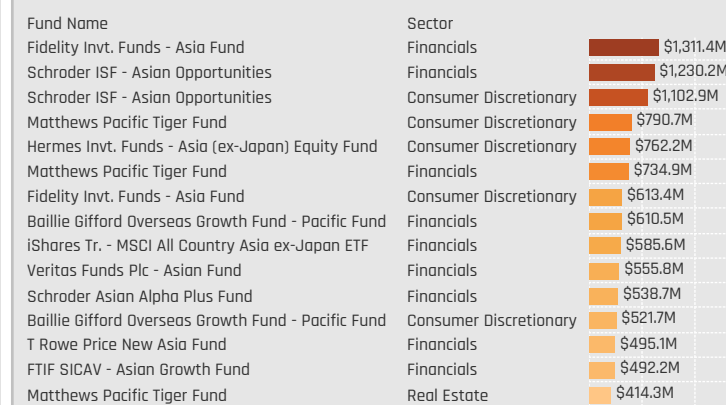 Fund Name Sector
Fidelity Invt. Funds - Asia Fund Financials $1,311.4M
Schroder ISF - Asian Opportunities Financials $1,230.2M
Schroder ISF - Asian Opportunities Consumer Discretionary $1,102.9M
Matthews Pacific Tiger Fund Consumer Discretionary $790.7M
Hermes Invt. Funds - Asia (ex-Japan) Equity Fund Consumer Discretionary $762.2M
Matthews Pacific Tiger Fund Financials $734.9M
Fidelity Invt. Funds - Asia Fund Consumer Discretionary $613.4M
Baillie Gifford Overseas Growth Fund - Pacific Fund Financials $610.5M
iShares Tr. - MSCI All Country Asia ex-Japan ETF Financials $585.6M
Veritas Funds Plc - Asian Fund Financials $555.8M
Schroder Asian Alpha Plus Fund Financials $538.7M
Baillie Gifford Overseas Growth Fund - Pacific Fund Consumer Discretionary $521.7M
T Rowe Price New Asia Fund Financials $495.1M
FTIF SICAV - Asian Growth Fund Financials $492.2M
Matthews Pacific Tiger Fund Real Estate $414.3M